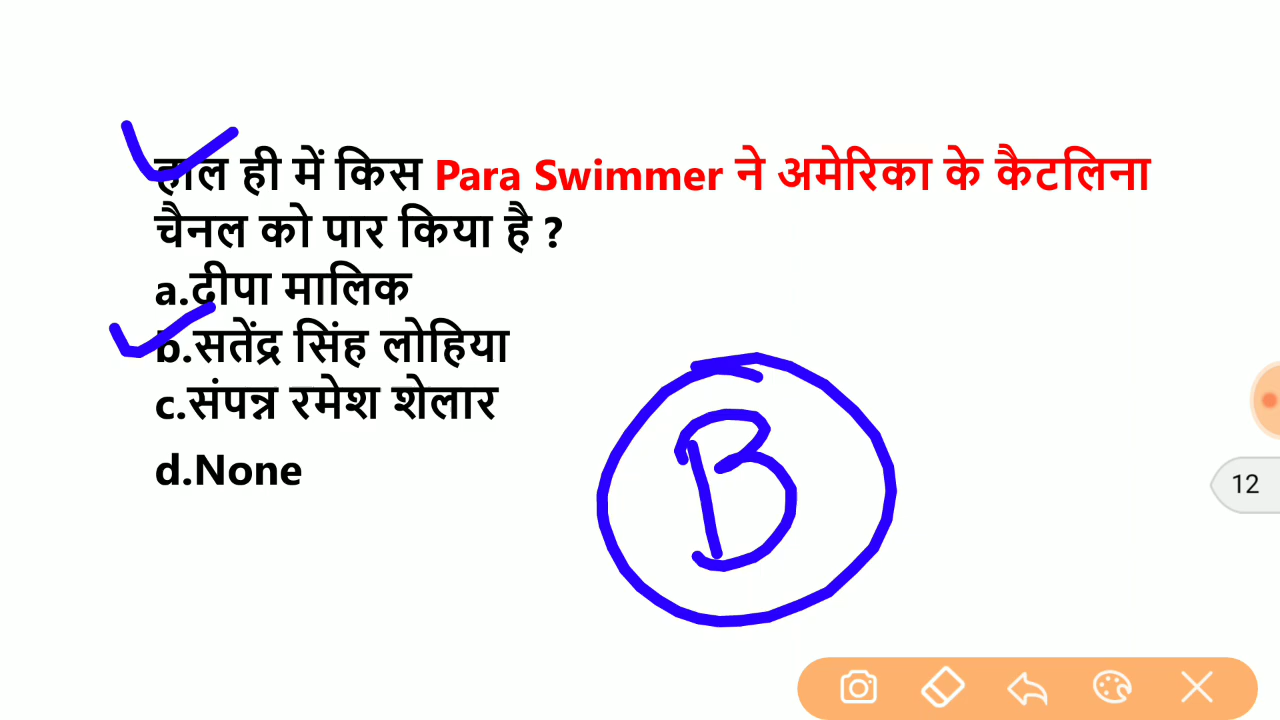 हाल ही में किस Para Swimmer ने अमेरिका के कैटलिना
चैनल को पार किया है ?
a.दीपा मालिक
b.सतेंद्र सिंह लोहिया
c.संपन्न रमेश शेलार
d.None
B
12